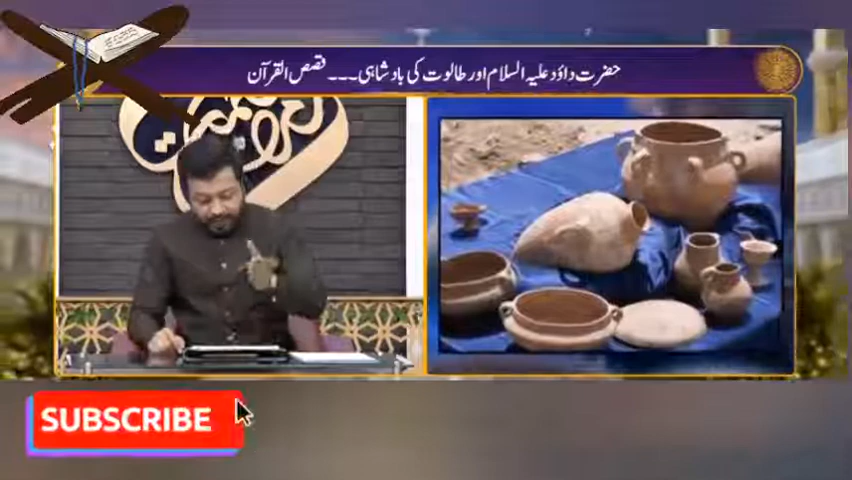 حضرت داؤد علیہ السلام اور طالوت کی بادشاہی۔۔۔ قصص القرآن
SUBSCRIBE